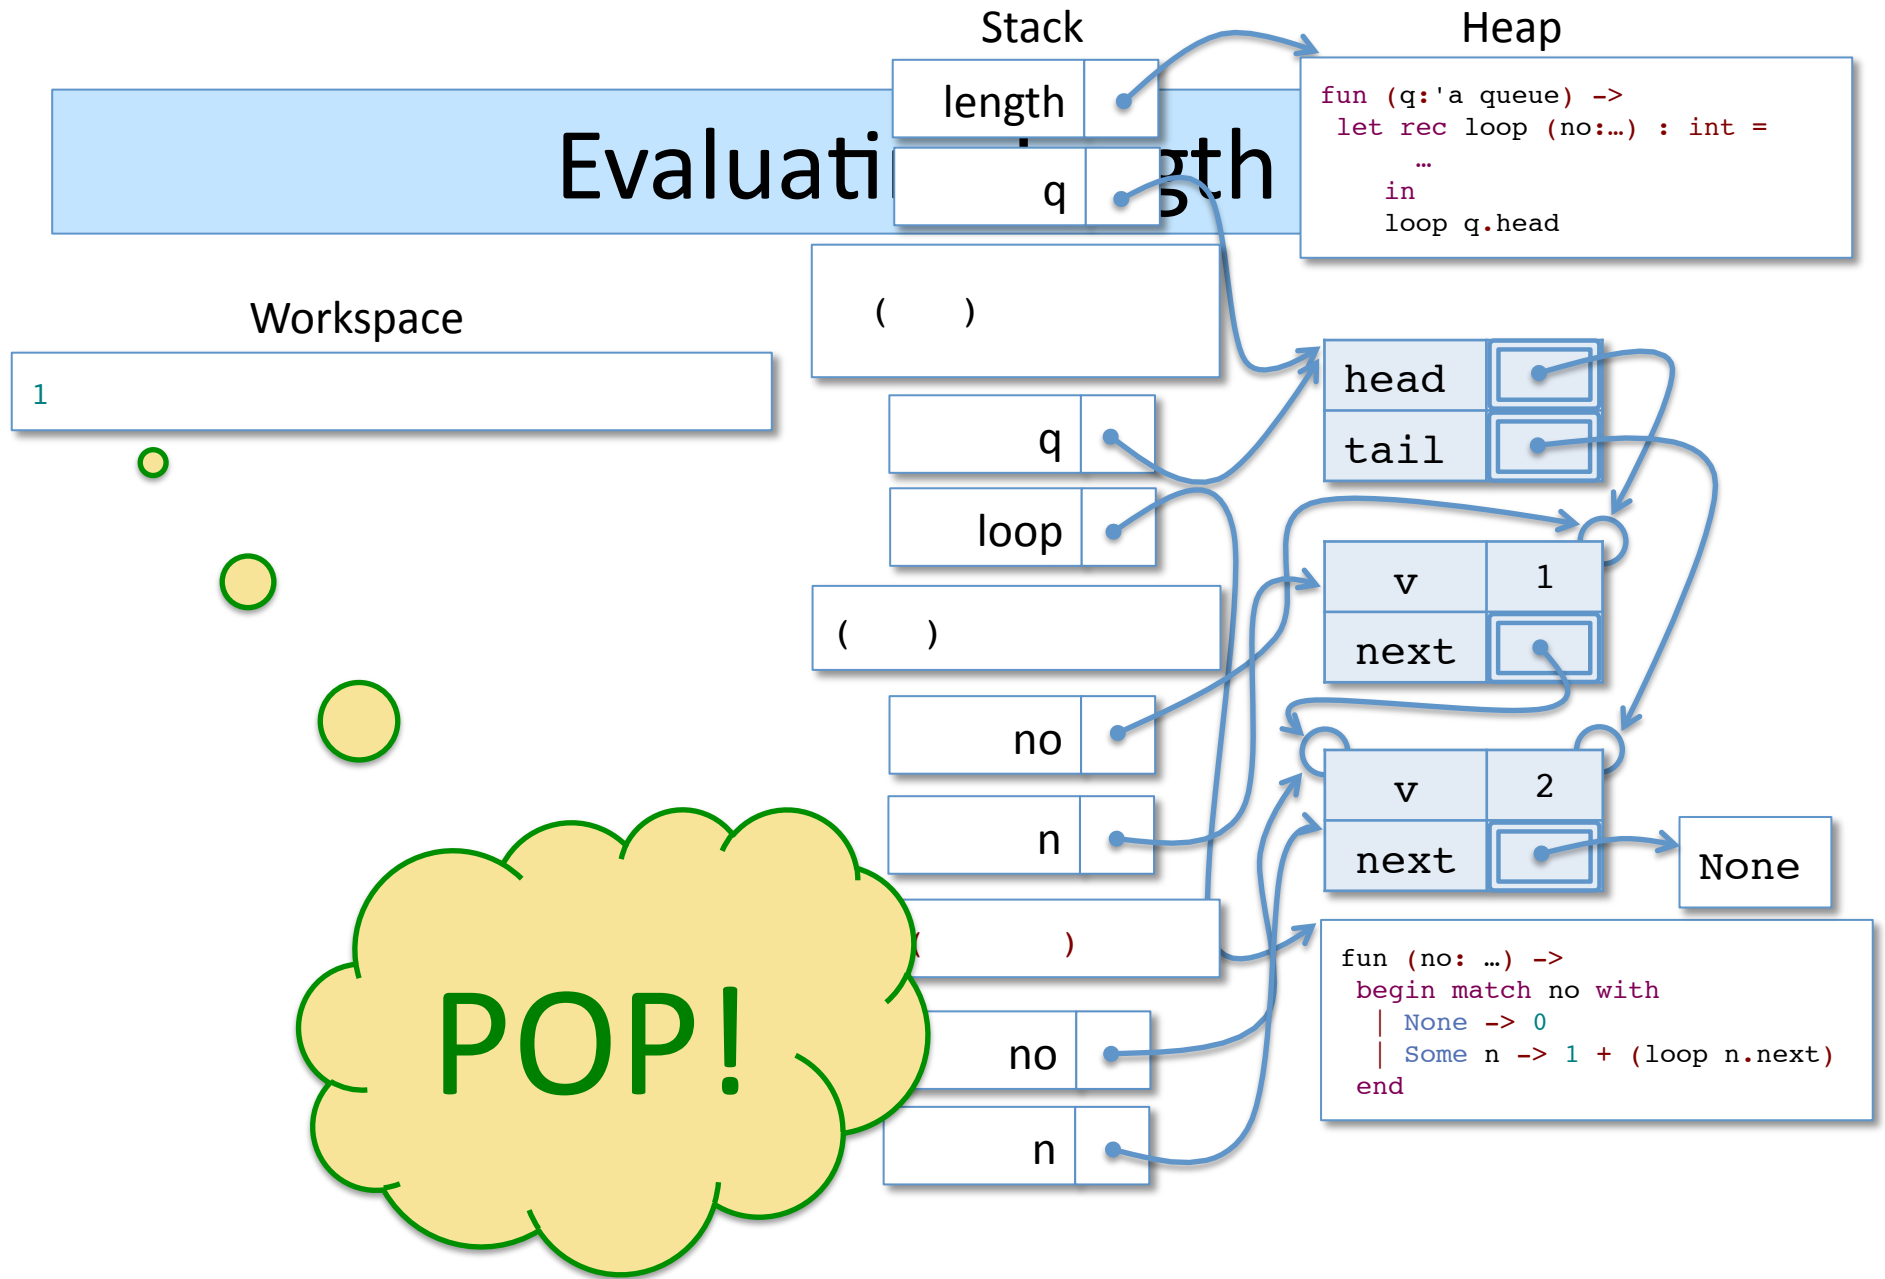 Stack
Heap
length
Evaluatin gth
q
fun (q:'a queue) ->
let rec loop (no:…) : int =
…
in
loop q.head
Workspace
1
( )
q
loop
( )
no
n
( )
no
n
head
tail
v 1
next
v 2
next
None
fun (no: …) ->
begin match no with
| None -> 0
| Some n -> 1 + (loop n.next)
end
POP!